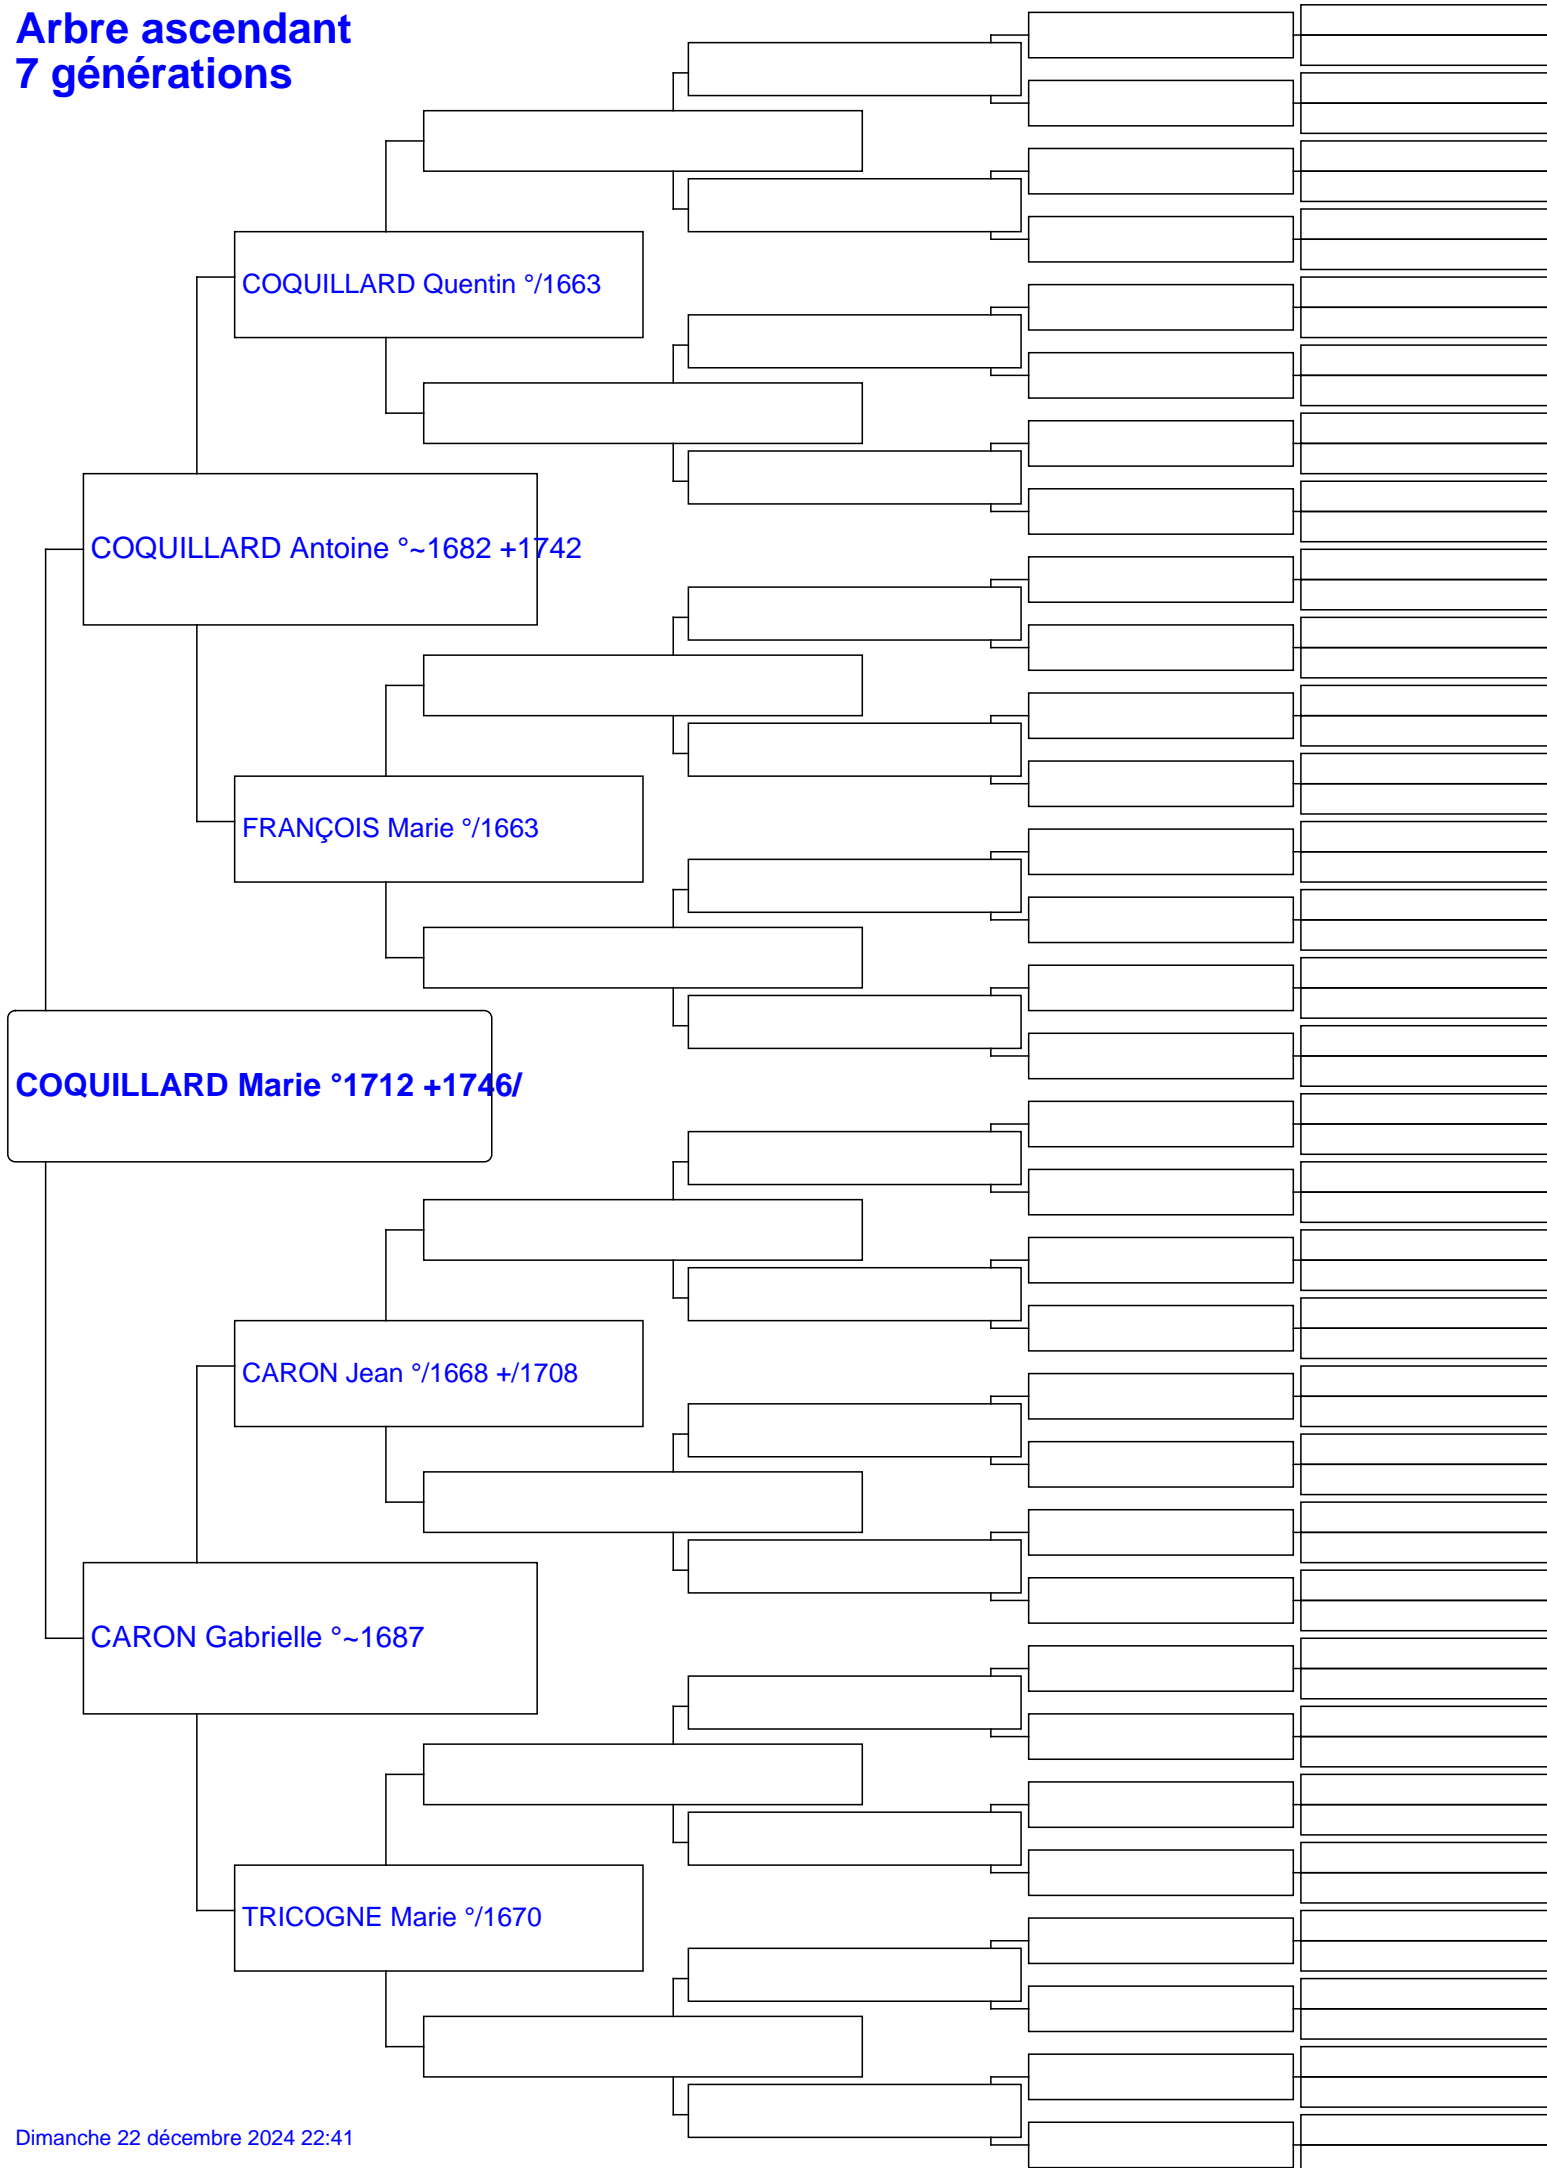 Arbre ascendant
7 générations
COQUILLARD Quentin °/1663
COQUILLARD Antoine °~1682 +1742
FRANÇOIS Marie °/1663
COQUILLARD Marie °1712 +1746/
CARON Jean °/1668 +/1708
CARON Gabrielle °~1687
TRICOGNE Marie °/1670
Dimanche 22 décembre 2024 22:41